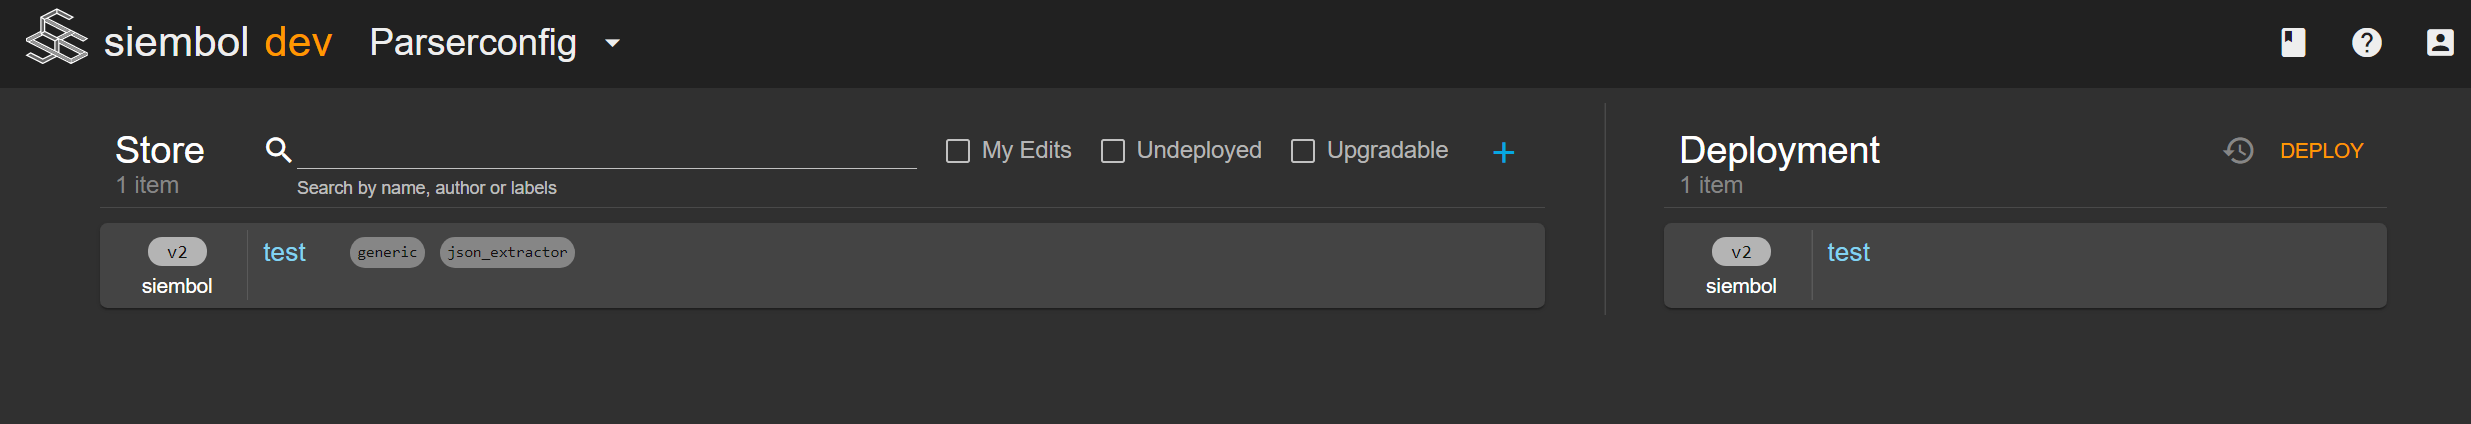 siembol dev Parserconfig
Store
1 item
Search by name, author or labels
My Edits Undeployed Upgradable +
v2
siembol
test generic json_extractor
Deployment
1 item
DEPLOY
v2
siembol
test